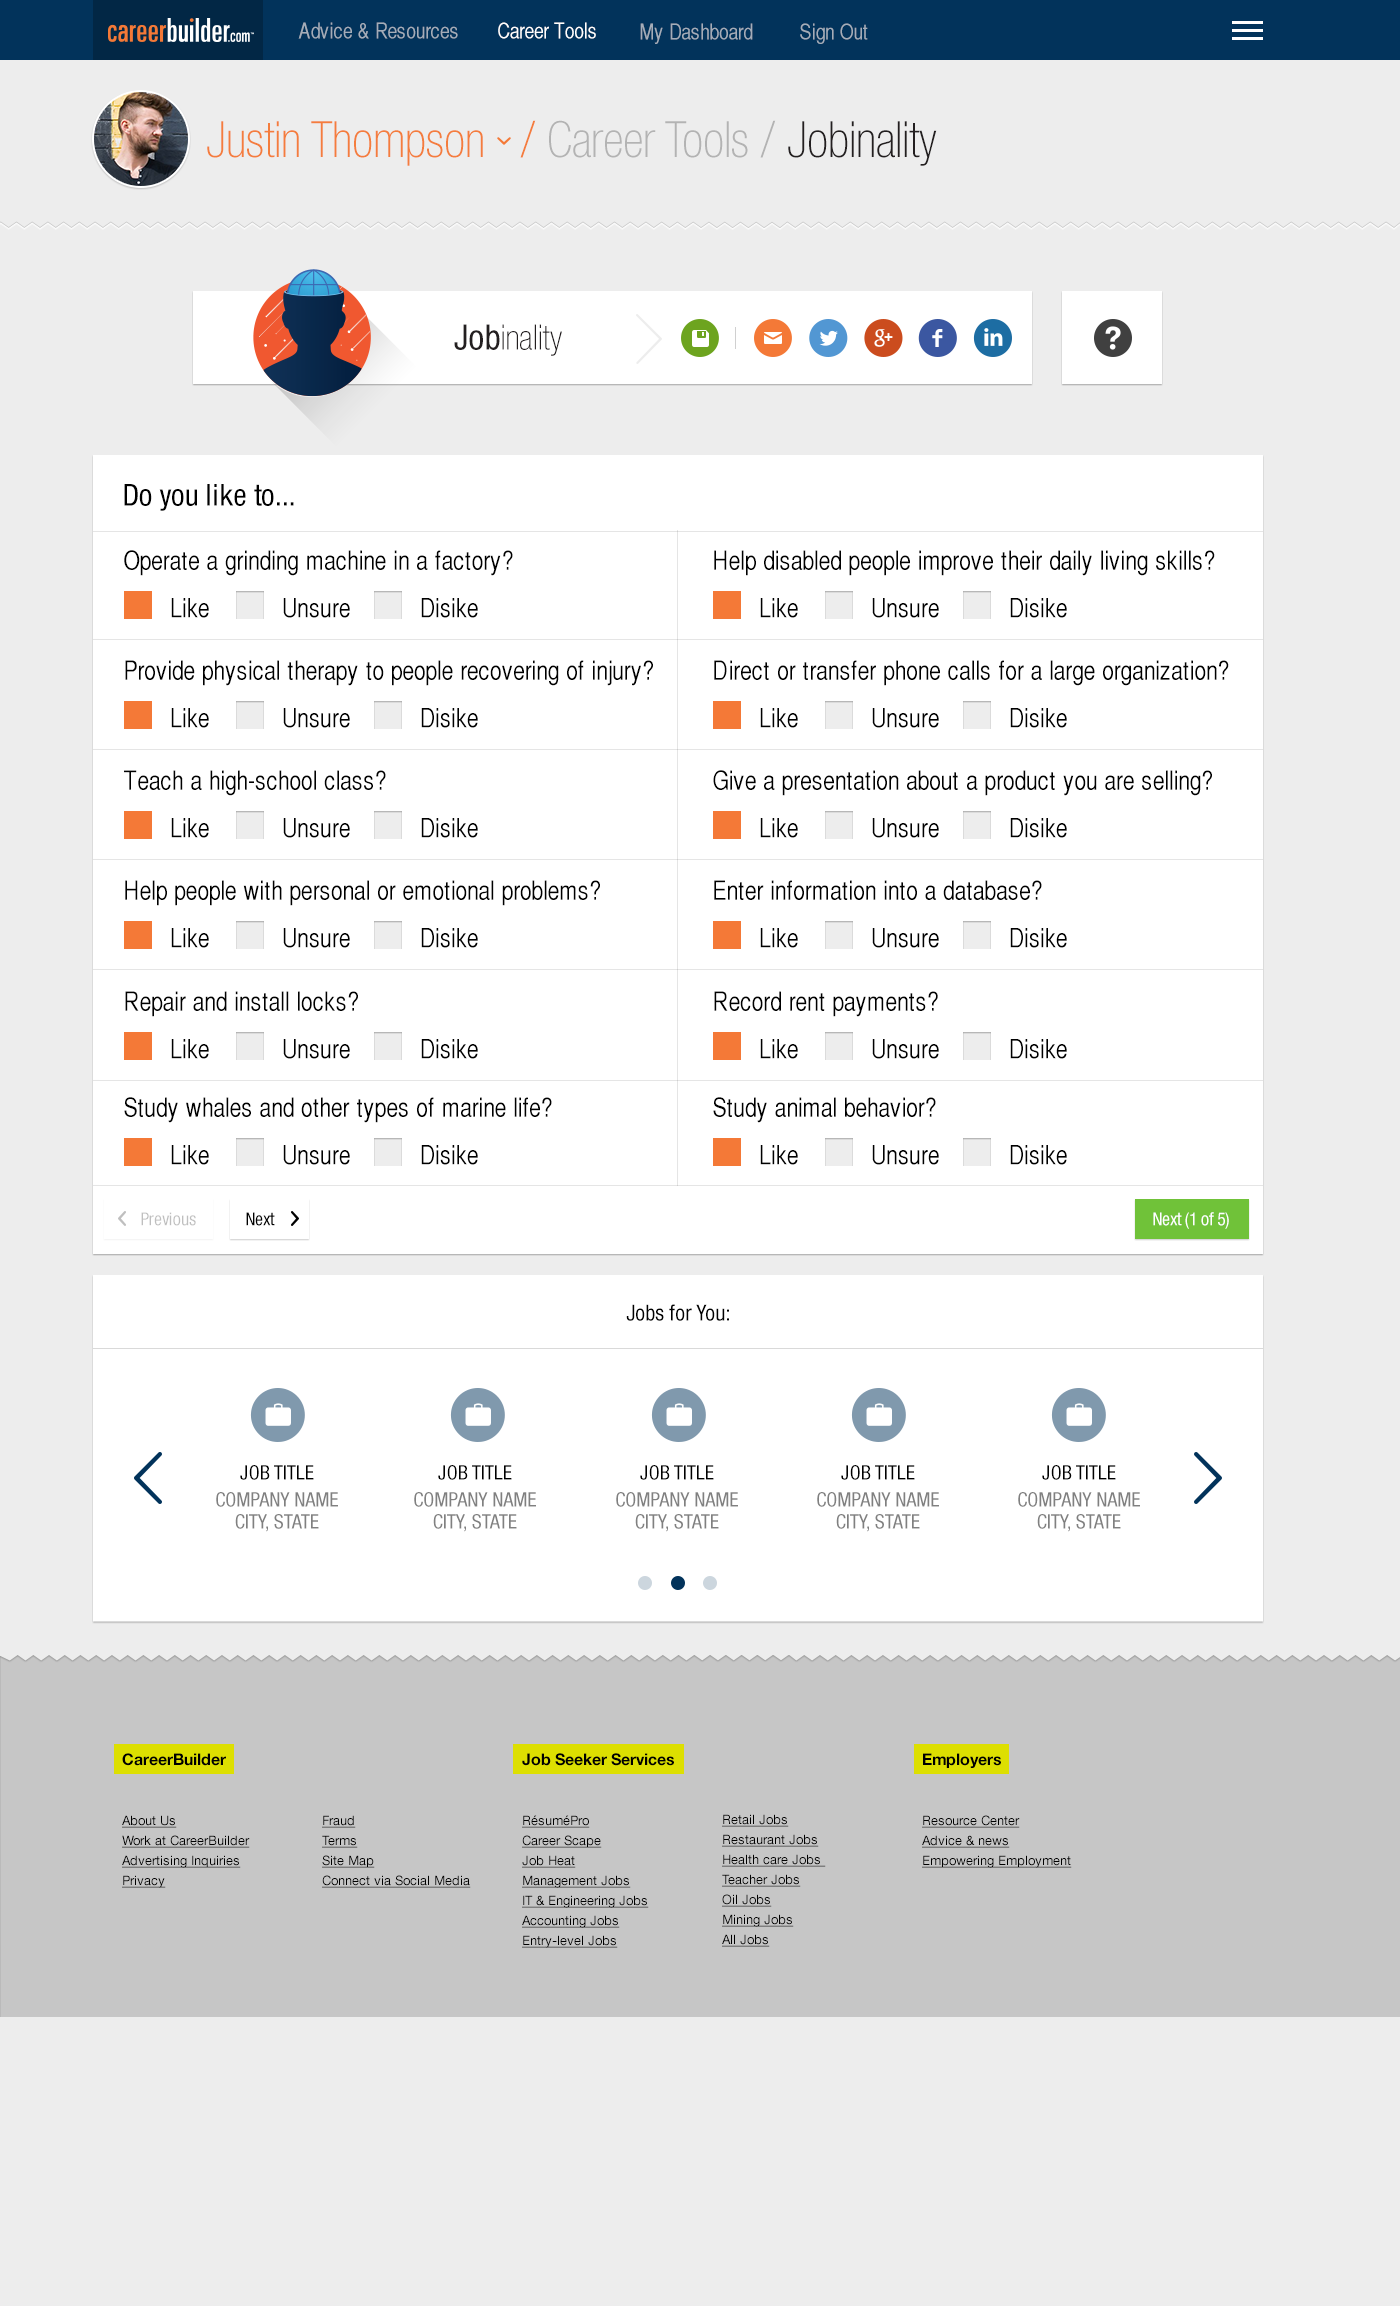 careerbuilder.com™ Advice & Resources Career Tools My Dashboard Sign Out
Justin Thompson / Career Tools / Jobinality
Jobinality
g+ f in ?
Do you like to...
Operate a grinding machine in a factory?
Like Unsure Disike
Help disabled people improve their daily living skills?
Like Unsure Disike
Provide physical therapy to people recovering of injury?
Like Unsure Disike
Direct or transfer phone calls for a large organization?
Like Unsure Disike
Teach a high-school class?
Like Unsure Disike
Give a presentation about a product you are selling?
Like Unsure Disike
Help people with personal or emotional problems?
Like Unsure Disike
Enter information into a database?
Like Unsure Disike
Repair and install locks?
Like Unsure Disike
Record rent payments?
Like Unsure Disike
Study whales and other types of marine life?
Like Unsure Disike
Study animal behavior?
Like Unsure Disike
Previous Next Next (1 of 5)
Jobs for You:
JOB TITLE
COMPANY NAME
CITY, STATE
JOB TITLE
COMPANY NAME
CITY, STATE
JOB TITLE
COMPANY NAME
CITY, STATE
JOB TITLE
COMPANY NAME
CITY, STATE
JOB TITLE
COMPANY NAME
CITY, STATE
CareerBuilder
About Us
Work at CareerBuilder
Advertising Inquiries
Privacy
Fraud
Terms
Site Map
Connect via Social Media
Job Seeker Services
RésuméPro
Career Scape
Job Heat
Management Jobs
IT & Engineering Jobs
Accounting Jobs
Entry-level Jobs
Retail Jobs
Restaurant Jobs
Health care Jobs
Teacher Jobs
Oil Jobs
Mining Jobs
All Jobs
Employers
Resource Center
Advice & news
Empowering Employment